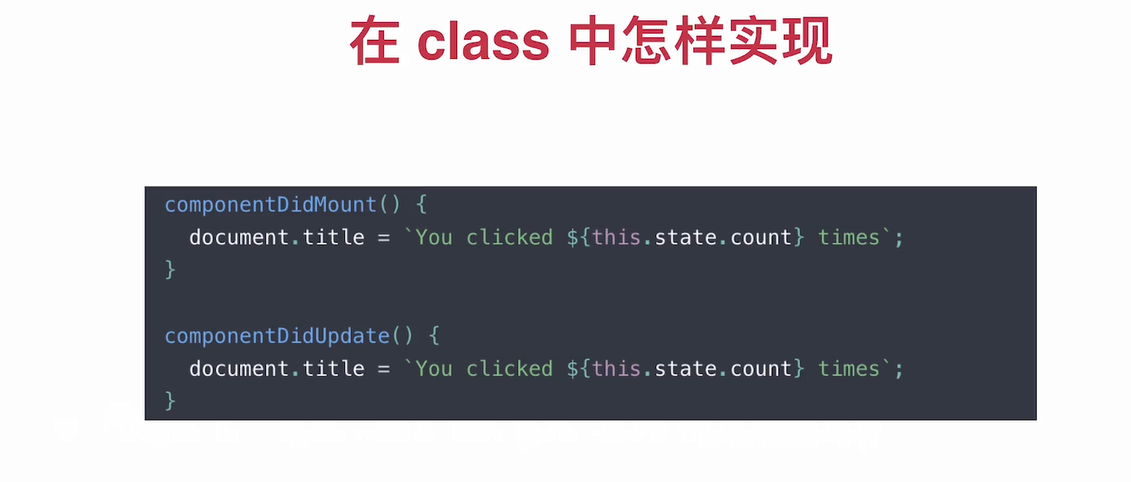 在 class 中怎样实现
componentDidMount() {
  document.title = `You clicked ${this.state.count} times`;
}
componentDidUpdate() {
  document.title = `You clicked ${this.state.count} times`;
}